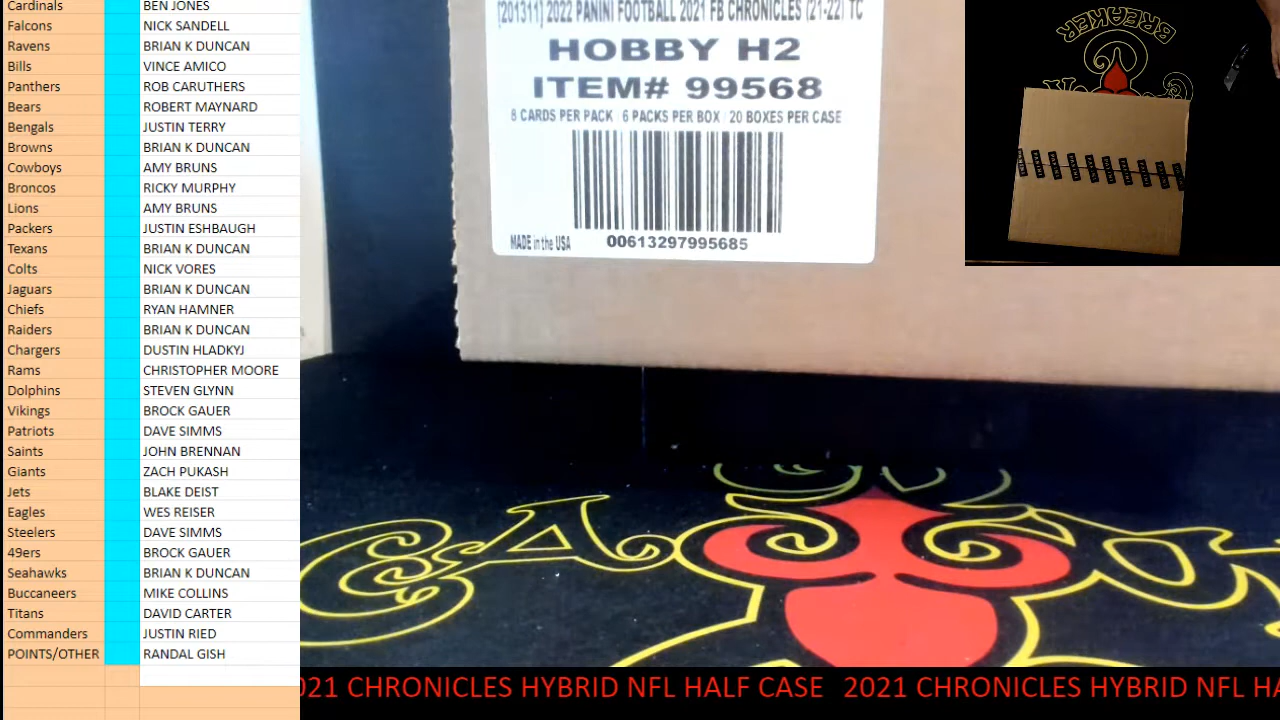 Cardinals BEN JONES
Falcons NICK SANDELL
Ravens BRIAN K DUNCAN
Bills VINCE AMICO
Panthers ROB CARUTHERS
Bears ROBERT MAYNARD
Bengals JUSTIN TERRY
Browns BRIAN K DUNCAN
Cowboys AMY BRUNS
Broncos RICKY MURPHY
Lions AMY BRUNS
Packers JUSTIN ESHBAUGH
Texans BRIAN K DUNCAN
Colts NICK VORES
Jaguars BRIAN K DUNCAN
Chiefs RYAN HAMNER
Raiders BRIAN K DUNCAN
Chargers DUSTIN HLADKYJ
Rams CHRISTOPHER MOORE
Dolphins STEVEN GLYNN
Vikings BROCK GAUER
Patriots DAVE SIMMS
Saints JOHN BRENNAN
Giants ZACH PUKASH
Jets BLAKE DEIST
Eagles WES REISER
Steelers DAVE SIMMS
49ers BROCK GAUER
Seahawks BRIAN K DUNCAN
Buccaneers MIKE COLLINS
Titans DAVID CARTER
Commanders JUSTIN RIED
POINTS/OTHER RANDAL GISH
[201311] 2022 PANINI FOOTBALL 2021 FB CHRONICLES (21-22) TC
HOBBY H2
ITEM# 99568
8 CARDS PER PACK 6 PACKS PER BOX 20 BOXES PER CASE
MADE in the USA 00613297995685
BREAKER
021 CHRONICLES HYBRID NFL HALF CASE 2021 CHRONICLES HYBRID NFL HA